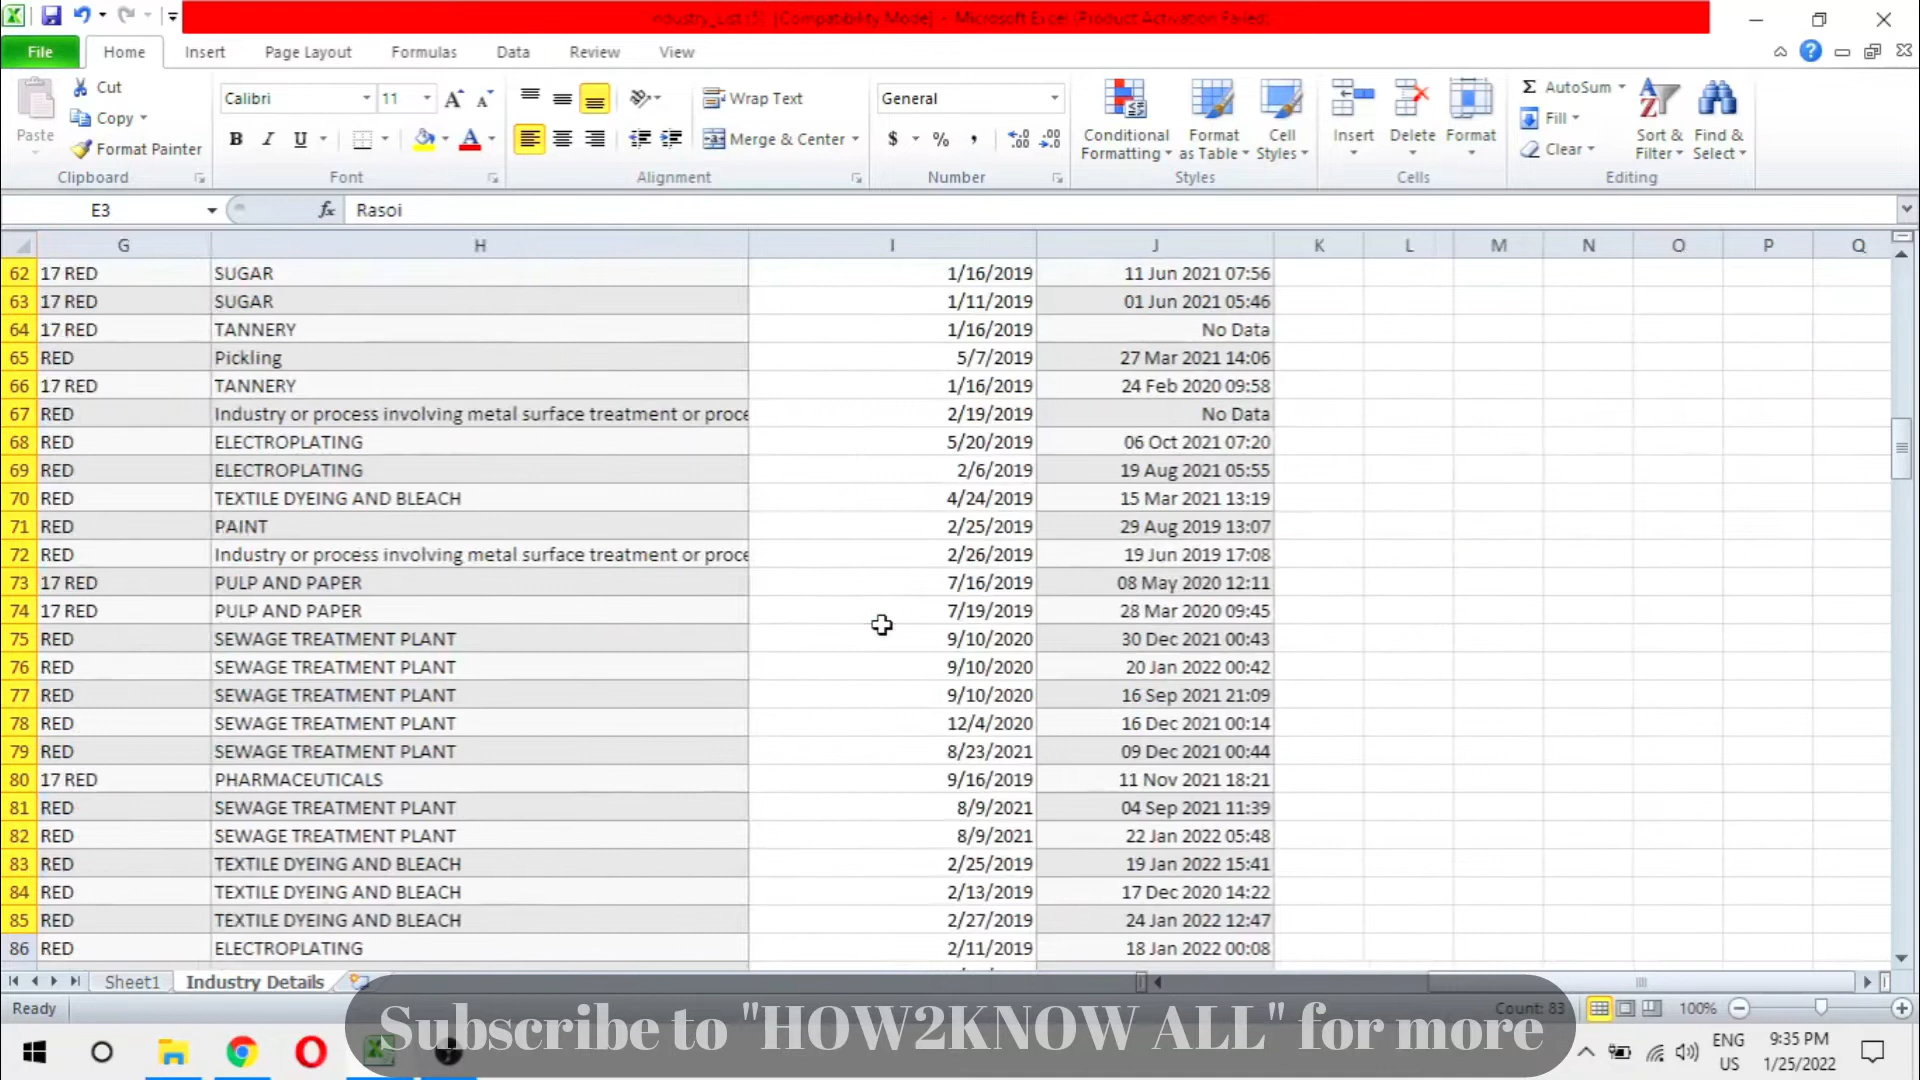 Industry_List (5) [Compatibility Mode] - Microsoft Excel (Product Activation Failed)
File Home Insert Page Layout Formulas Data Review View
Paste Cut Copy Format Painter Clipboard
Calibri 11 B I U Font
Wrap Text Merge & Center Alignment
General $ % , Number
Conditional Formatting Format as Table Cell Styles Styles
Insert Delete Format Cells
Σ AutoSum Fill Clear Sort & Filter Find & Select Editing
E3 fx Rasoi
G H I J K L M N O P Q
62 17 RED SUGAR 1/16/2019 11 Jun 2021 07:56
63 17 RED SUGAR 1/11/2019 01 Jun 2021 05:46
64 17 RED TANNERY 1/16/2019 No Data
65 RED Pickling 5/7/2019 27 Mar 2021 14:06
66 17 RED TANNERY 1/16/2019 24 Feb 2020 09:58
67 RED Industry or process involving metal surface treatment or proce 2/19/2019 No Data
68 RED ELECTROPLATING 5/20/2019 06 Oct 2021 07:20
69 RED ELECTROPLATING 2/6/2019 19 Aug 2021 05:55
70 RED TEXTILE DYEING AND BLEACH 4/24/2019 15 Mar 2021 13:19
71 RED PAINT 2/25/2019 29 Aug 2019 13:07
72 RED Industry or process involving metal surface treatment or proce 2/26/2019 19 Jun 2019 17:08
73 17 RED PULP AND PAPER 7/16/2019 08 May 2020 12:11
74 17 RED PULP AND PAPER 7/19/2019 28 Mar 2020 09:45
75 RED SEWAGE TREATMENT PLANT 9/10/2020 30 Dec 2021 00:43
76 RED SEWAGE TREATMENT PLANT 9/10/2020 20 Jan 2022 00:42
77 RED SEWAGE TREATMENT PLANT 9/10/2020 16 Sep 2021 21:09
78 RED SEWAGE TREATMENT PLANT 12/4/2020 16 Dec 2021 00:14
79 RED SEWAGE TREATMENT PLANT 8/23/2021 09 Dec 2021 00:44
80 17 RED PHARMACEUTICALS 9/16/2019 11 Nov 2021 18:21
81 RED SEWAGE TREATMENT PLANT 8/9/2021 04 Sep 2021 11:39
82 RED SEWAGE TREATMENT PLANT 8/9/2021 22 Jan 2022 05:48
83 RED TEXTILE DYEING AND BLEACH 2/25/2019 19 Jan 2022 15:41
84 RED TEXTILE DYEING AND BLEACH 2/13/2019 17 Dec 2020 14:22
85 RED TEXTILE DYEING AND BLEACH 2/27/2019 24 Jan 2022 12:47
86 RED ELECTROPLATING 2/11/2019 18 Jan 2022 00:08
Sheet1 Industry Details
Ready Count: 83 100%
Subscribe to "HOW2KNOW ALL" for more
ENG 9:35 PM
US 1/25/2022